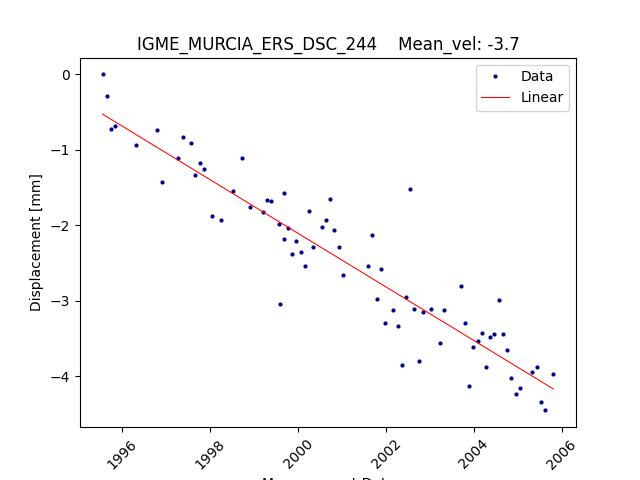 IGME_MURCIA_ERS_DSC_244    Mean_vel: -3.7
Data
Linear
Displacement [mm]
0
−1
−2
−3
−4
1996
1998
2000
2002
2004
2006